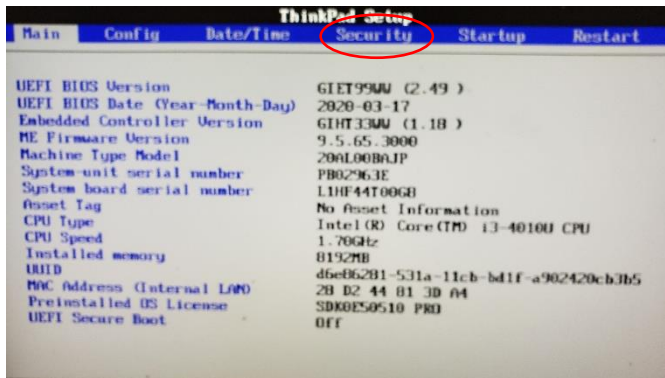 ThinkPad Setup
Main Config Date/Time Security Startup Restart
UEFI BIOS Version GIET99WW (2.49 )
UEFI BIOS Date (Year-Month-Day) 2020-03-17
Embedded Controller Version GIHT33WW (1.18 )
ME Firmware Version 9.5.65.3000
Machine Type Model 20AL00BAJP
System-unit serial number PB02963E
System board serial number L1HF44T00GB
Asset Tag No Asset Information
CPU Type Intel(R) Core(TM) i3-4010U CPU
CPU Speed 1.70GHz
Installed memory 8192MB
UUID d6e86281-531a-11cb-bd1f-a902420cb3b5
MAC Address (Internal LAN) 28 D2 44 81 3D A4
Preinstalled OS License SDK0E50510 PRO
UEFI Secure Boot Off